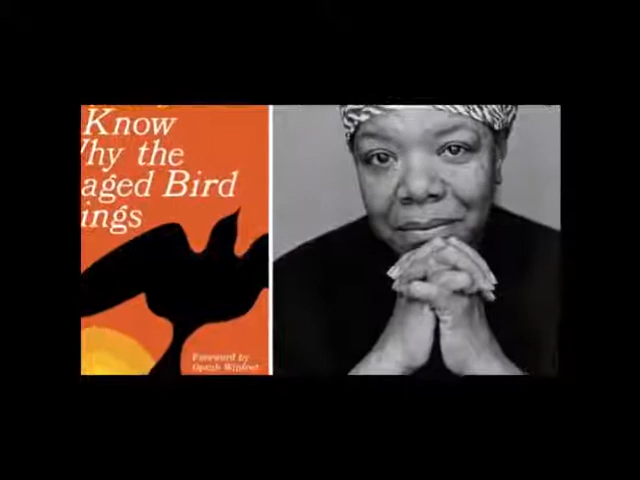 Know
Why the
aged Bird
ings
Foreword by
Oprah Winfrey